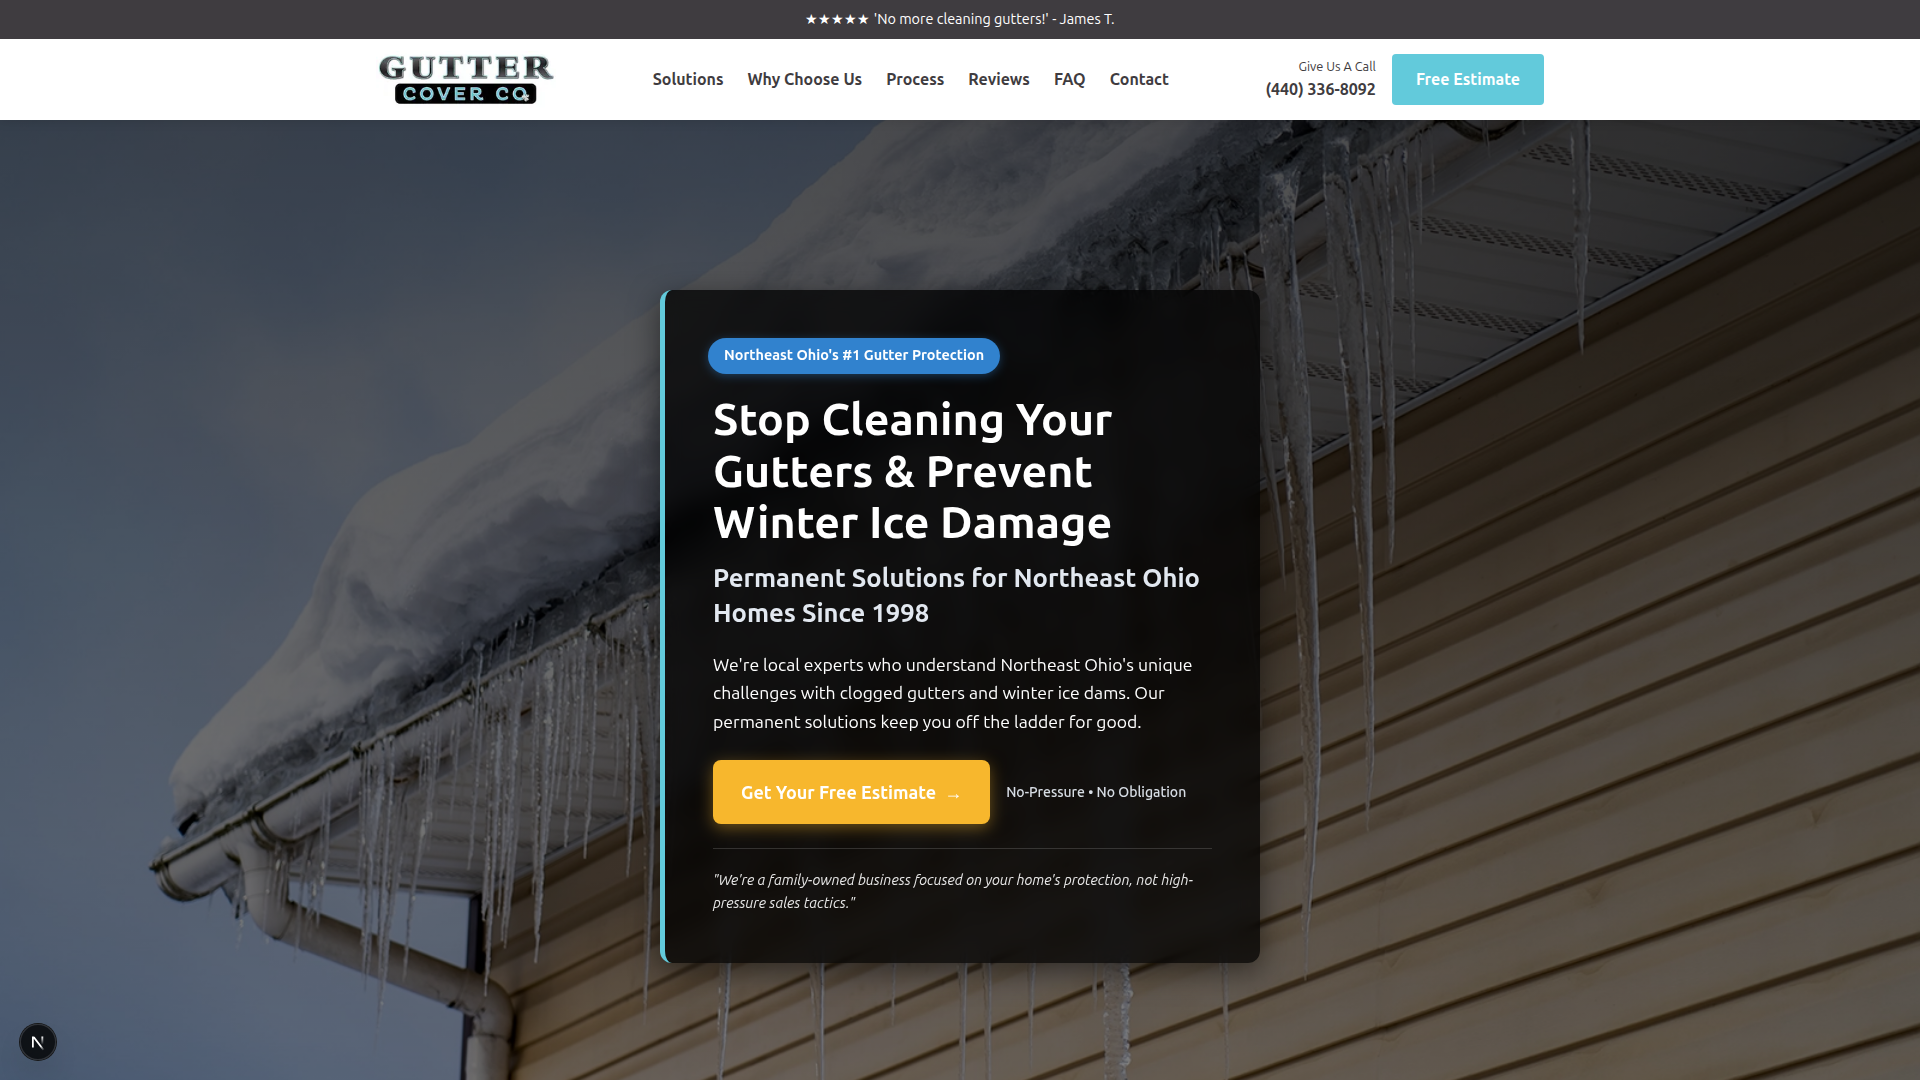 ★★★★★ 'No more cleaning gutters!' - James T.
GUTTER
COVER CO.
Solutions
Why Choose Us
Process
Reviews
FAQ
Contact
Give Us A Call
(440) 336-8092
Free Estimate
Northeast Ohio's #1 Gutter Protection
Stop Cleaning Your
Gutters & Prevent
Winter Ice Damage
Permanent Solutions for Northeast Ohio
Homes Since 1998
We're local experts who understand Northeast Ohio's unique
challenges with clogged gutters and winter ice dams. Our
permanent solutions keep you off the ladder for good.
Get Your Free Estimate →
No-Pressure • No Obligation
"We're a family-owned business focused on your home's protection, not high-
pressure sales tactics."
N